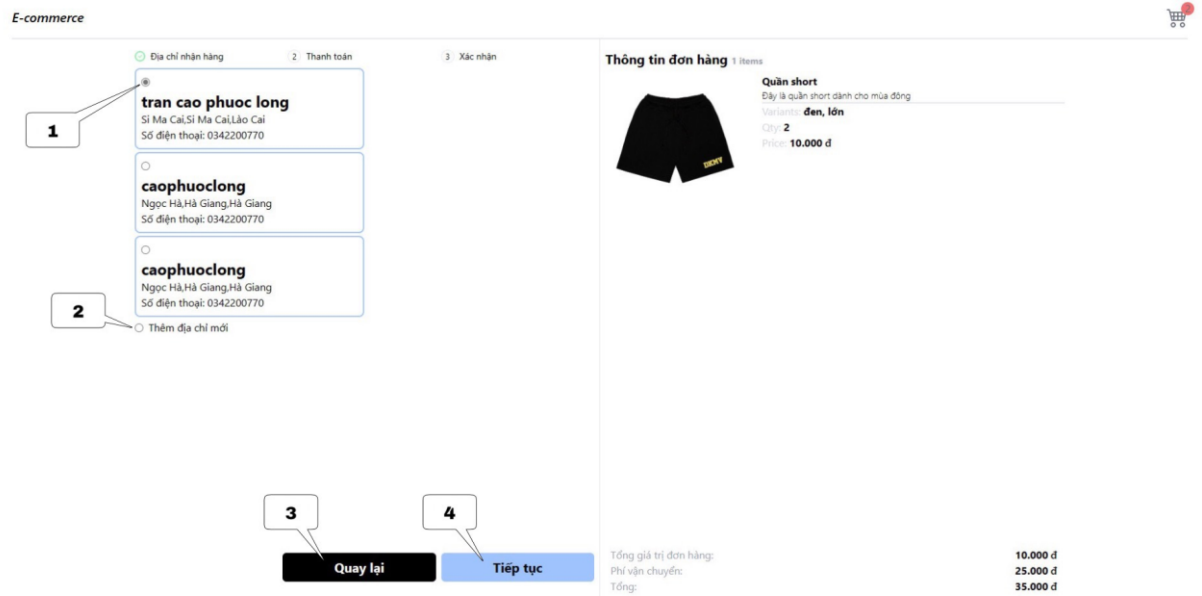 E-commerce
2
Địa chỉ nhận hàng
2 Thanh toán
3 Xác nhận
1
tran cao phuoc long
Si Ma Cai,Si Ma Cai,Lào Cai
Số điện thoại: 0342200770
caophuoclong
Ngọc Hà,Hà Giang,Hà Giang
Số điện thoại: 0342200770
caophuoclong
Ngọc Hà,Hà Giang,Hà Giang
Số điện thoại: 0342200770
2
Thêm địa chỉ mới
3
4
Quay lại
Tiếp tục
Thông tin đơn hàng 1 items
DKNY
Quần short
Đây là quần short dành cho mùa đông
Variants: đen, lớn
Qty: 2
Price: 10.000 đ
Tổng giá trị đơn hàng: 10.000 đ
Phí vận chuyển: 25.000 đ
Tổng: 35.000 đ